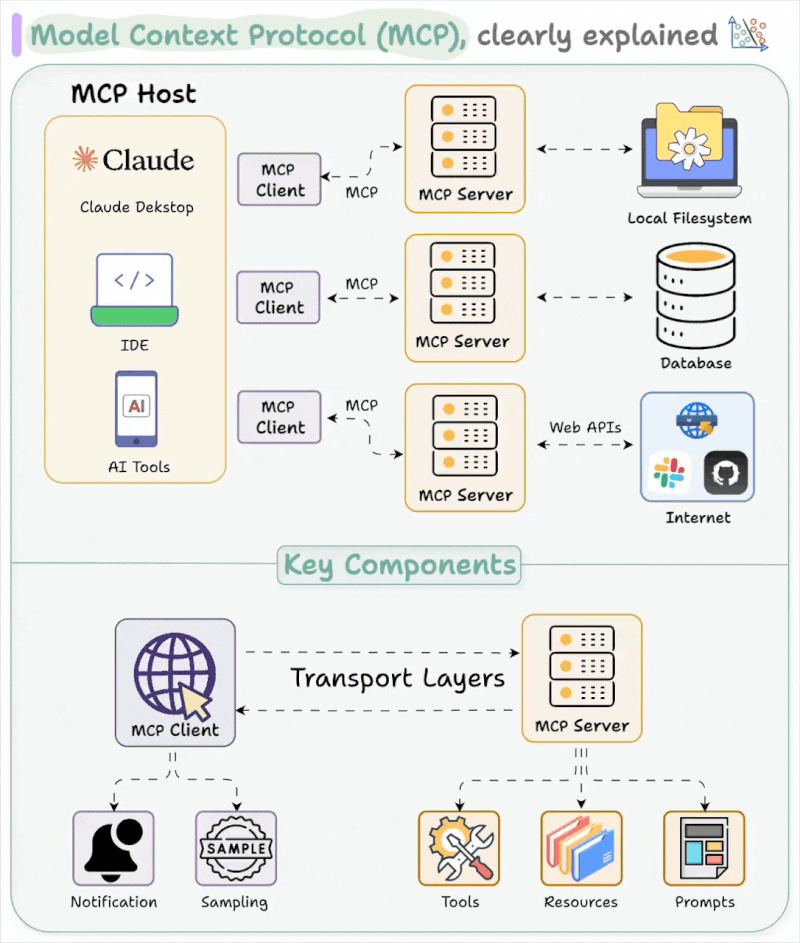 Model Context Protocol (MCP), clearly explained
MCP Host
Claude
Claude Dekstop
</>
IDE
AI
AI Tools
MCP
Client
MCP
MCP Server
Local Filesystem
MCP
Client
MCP
MCP Server
Database
MCP
Client
MCP
MCP Server
Web APIs
Internet
Key Components
MCP Client
Transport Layers
MCP Server
Notification
SAMPLE
Sampling
Tools
Resources
Prompts